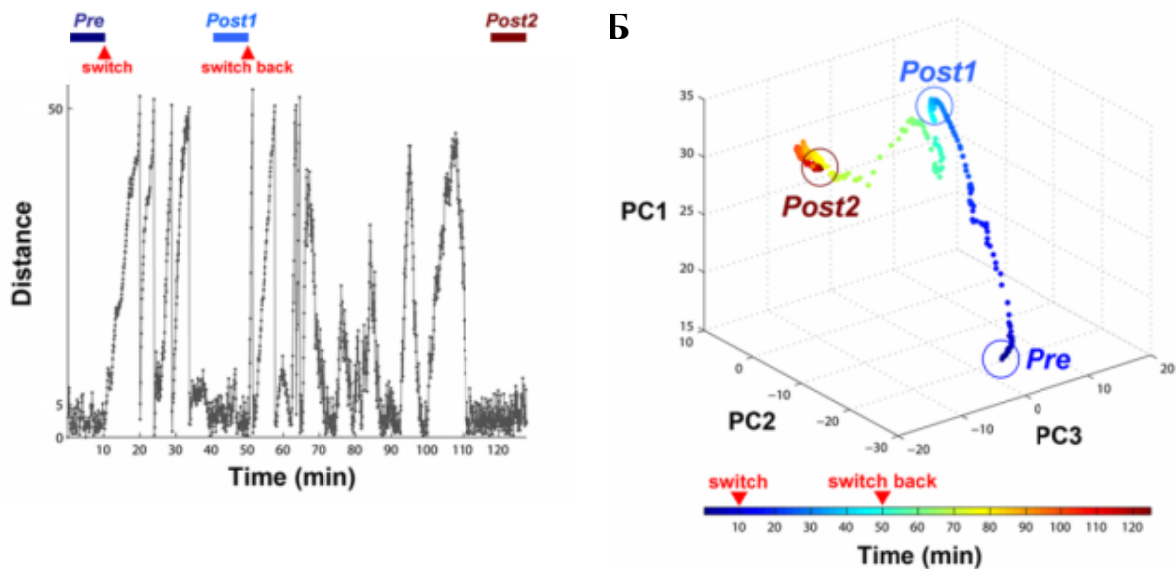 Pre Post1 Post2
switch switch back
50
5
0
Distance
10 20 30 40 50 60 70 80 90 100 110 120
Time (min)
Б
Post1
Post2
Pre
35
30
25
20
15
PC1
10
0
−10
−20
−30
PC2
−20
−10
0
10
20
PC3
switch switch back
10 20 30 40 50 60 70 80 90 100 110 120
Time (min)